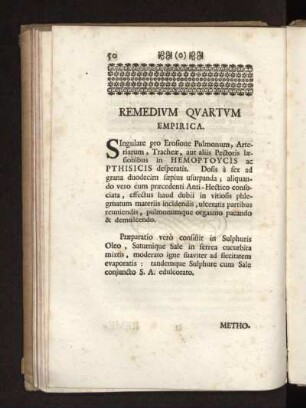 50 (o)
REMEDIVM QVARTVM
EMPIRICA.
SIngulare pro Erosione Pulmonum, Arte-
riarum, Tracheæ, aut aliis Pectoris læ-
sionibus in HEMOPTOYCIS ac
PTHISICIS desperatis. Dosis à sex ad
grana duodecim sæpius usurpanda; aliquan-
do vero cum præcedenti Anti-Hectico conso-
ciata, effectus haud dubii in vitiosis phle-
gmatum materiis incidendis, ulceratis partibus
reuniendis, pulmonumque orgasmo pacando
& demulcendo.
Præparatio verò consistit in Sulphuris
Oleo, Saturnique Sale in ferrea cucurbita
mixtis, moderato igne suaviter ad siccitatem
evaporatis: tandemque Sulphure cum Sale
conjuncto S. A. edulcorato.
METHO-